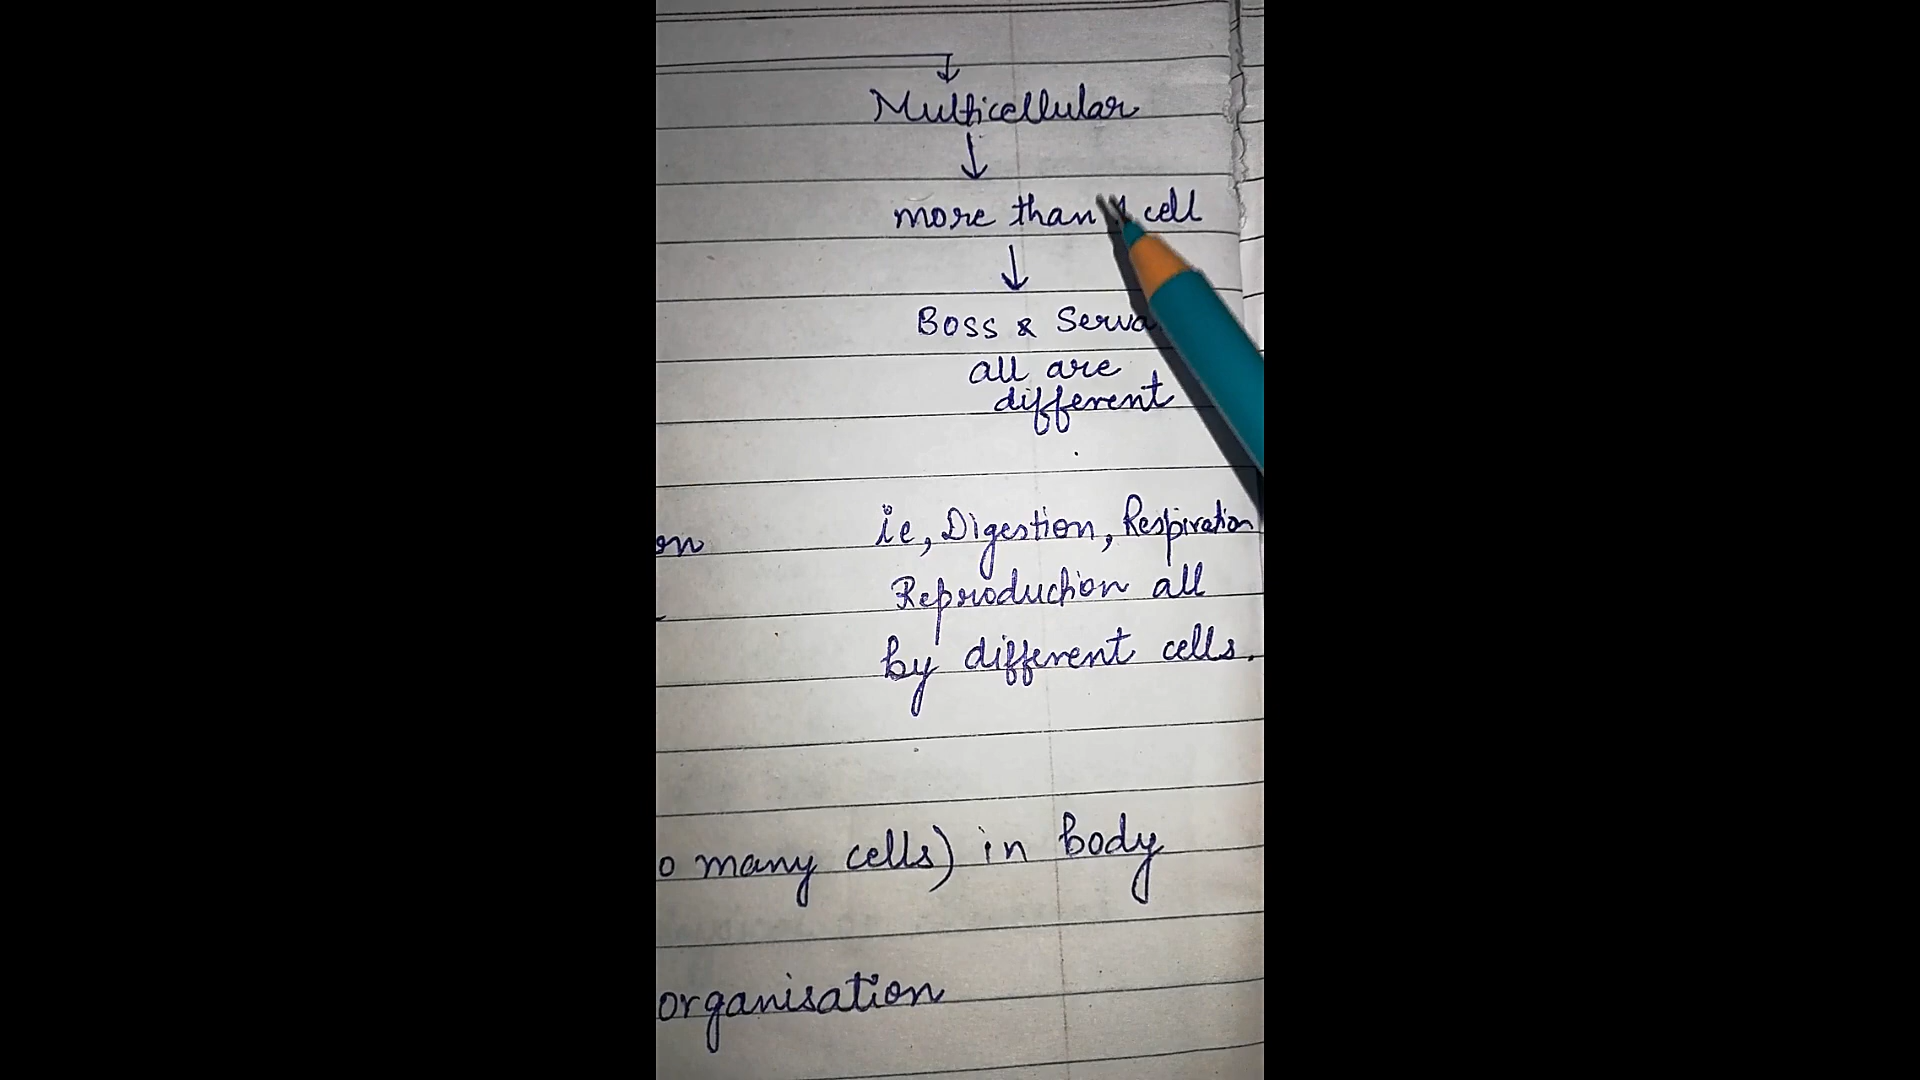 Multicellular
more than 1 cell
Boss & Serva
all are
different
ie, Digestion, Respiration
on
Reproduction all
by different cells.
o many cells) in body
organisation